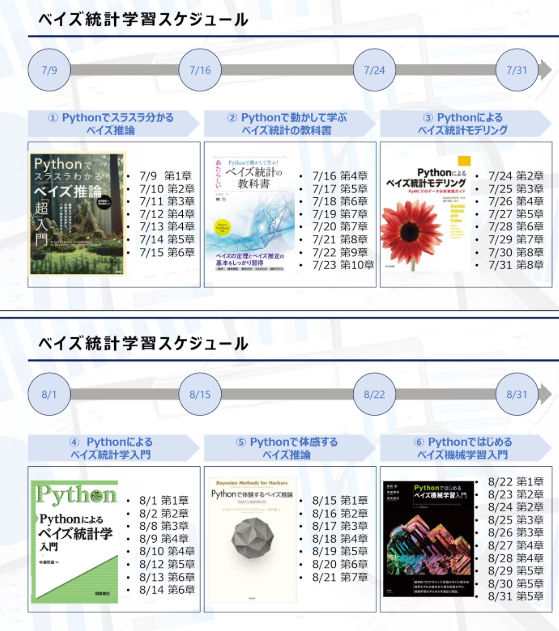 ベイズ統計学習スケジュール
7/9
7/16
7/24
7/31
① Pythonでスラスラ分かる
ベイズ推論
② Pythonで動かして学ぶ
ベイズ統計の教科書
③ Pythonによる
ベイズ統計モデリング
Pythonで
スラスラわかる
ベイズ推論
「超」入門
・ 7/9 第1章
・ 7/10 第2章
・ 7/11 第3章
・ 7/12 第4章
・ 7/13 第4章
・ 7/14 第5章
・ 7/15 第6章
あたらしい
Pythonで動かして学ぶ!
ベイズ統計の
教科書
ベイズの定理とベイズ推定の
基本をしっかり習得
・ 7/16 第4章
・ 7/17 第5章
・ 7/18 第6章
・ 7/19 第7章
・ 7/20 第7章
・ 7/21 第8章
・ 7/22 第9章
・ 7/23 第10章
Pythonによる
ベイズ統計モデリング
PyMCでのデータ分析実践ガイド
・ 7/24 第2章
・ 7/25 第3章
・ 7/26 第4章
・ 7/27 第5章
・ 7/28 第6章
・ 7/29 第7章
・ 7/30 第8章
・ 7/31 第8章
ベイズ統計学習スケジュール
8/1
8/15
8/22
8/31
④ Pythonによる
ベイズ統計学入門
⑤ Pythonで体感する
ベイズ推論
⑥ Pythonではじめる
ベイズ機械学習入門
Python
Pythonによる
ベイズ統計学
入門
・ 8/1 第1章
・ 8/2 第2章
・ 8/8 第3章
・ 8/9 第4章
・ 8/10 第4章
・ 8/12 第5章
・ 8/13 第6章
・ 8/14 第6章
Bayesian Methods for Hackers
Pythonで体験するベイズ推論
・ 8/15 第1章
・ 8/16 第2章
・ 8/17 第3章
・ 8/18 第4章
・ 8/19 第5章
・ 8/20 第6章
・ 8/21 第7章
Pythonではじめる
ベイズ機械学習入門
・ 8/22 第1章
・ 8/23 第2章
・ 8/24 第2章
・ 8/25 第3章
・ 8/26 第3章
・ 8/27 第4章
・ 8/28 第4章
・ 8/29 第5章
・ 8/30 第5章
・ 8/31 第5章